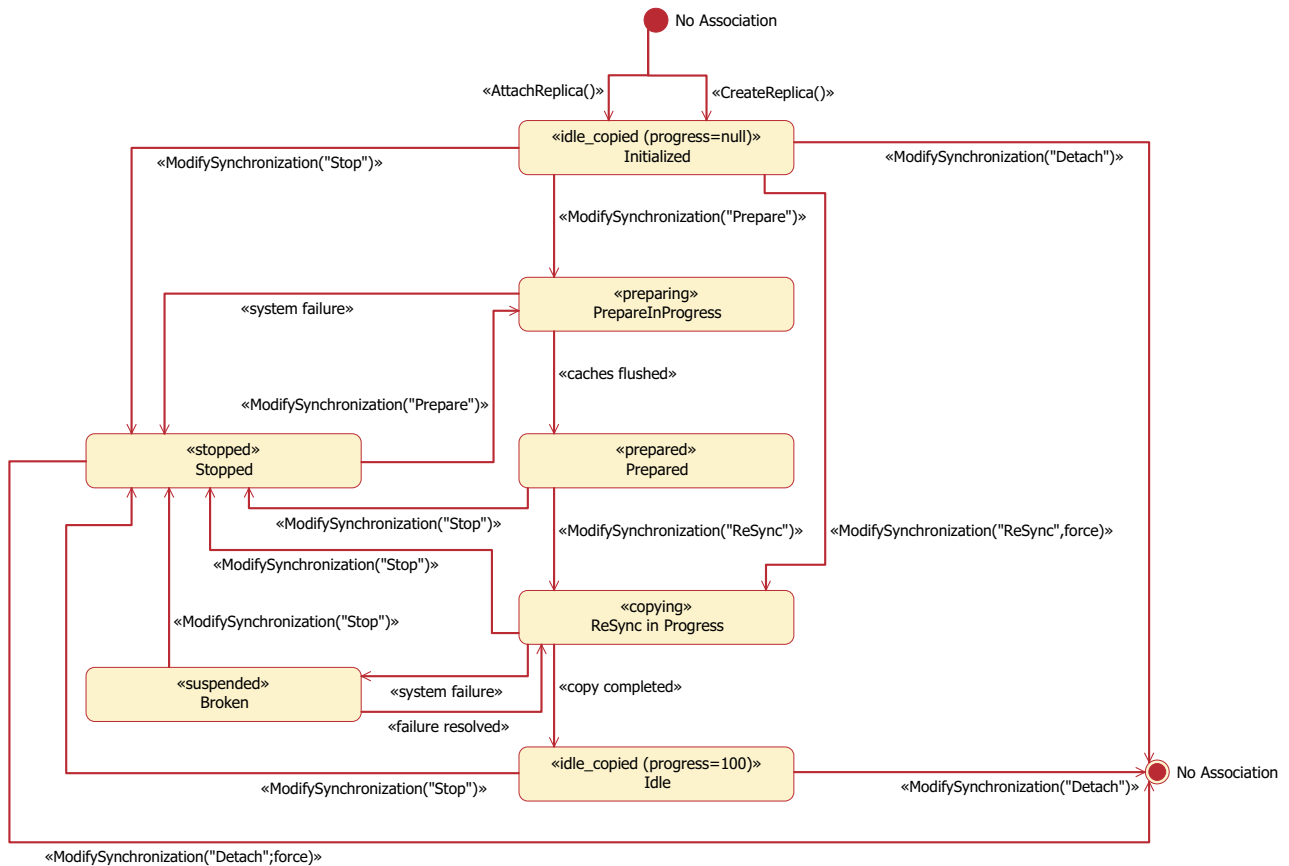 No Association
«AttachReplica()»
«CreateReplica()»
«idle_copied (progress=null)»
Initialized
«ModifySynchronization("Stop")»
«ModifySynchronization("Detach")»
«ModifySynchronization("Prepare")»
«preparing»
PrepareInProgress
«system failure»
«caches flushed»
«ModifySynchronization("Prepare")»
«stopped»
Stopped
«prepared»
Prepared
«ModifySynchronization("Stop")»
«ModifySynchronization("ReSync")»
«ModifySynchronization("ReSync",force)»
«ModifySynchronization("Stop")»
«copying»
ReSync in Progress
«ModifySynchronization("Stop")»
«suspended»
Broken
«system failure»
«copy completed»
«failure resolved»
«idle_copied (progress=100)»
Idle
No Association
«ModifySynchronization("Stop")»
«ModifySynchronization("Detach")»
«ModifySynchronization("Detach";force)»